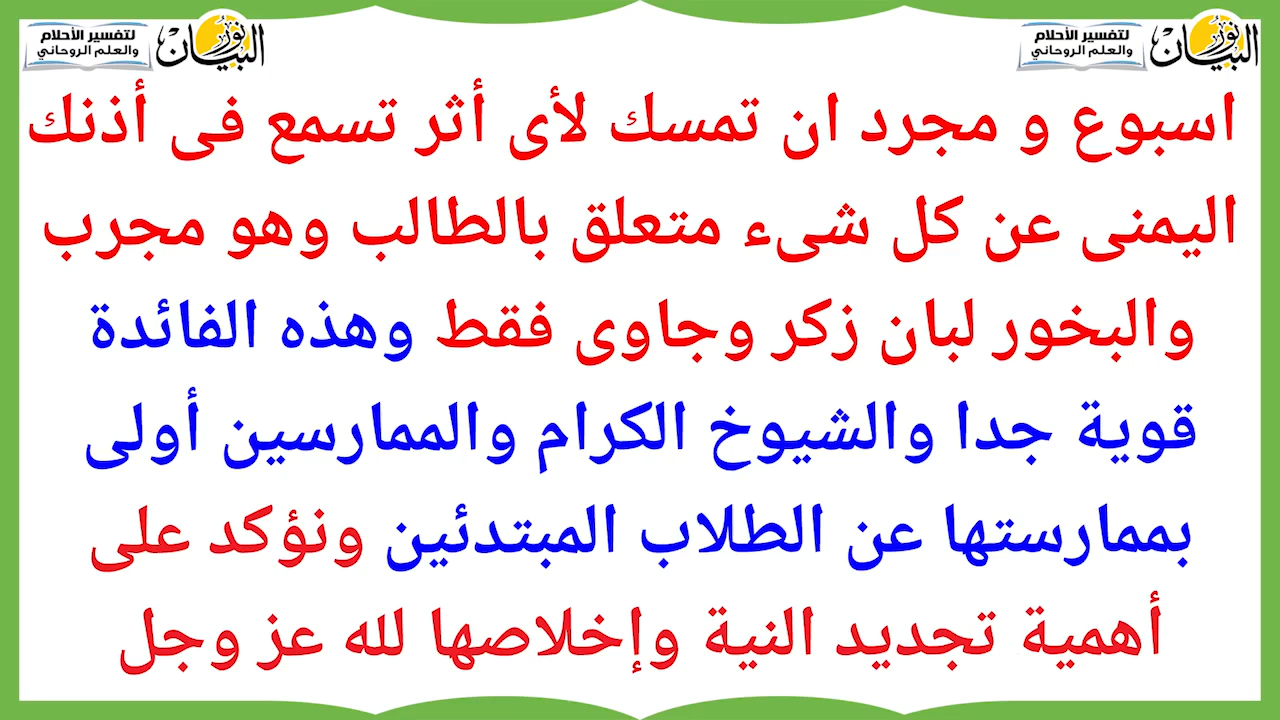 نور البيان
لتفسير الأحلام
والعلم الروحاني
نور البيان
لتفسير الأحلام
والعلم الروحاني
اسبوع و مجرد ان تمسك لأى أثر تسمع فى أذنك
اليمنى عن كل شىء متعلق بالطالب وهو مجرب
والبخور لبان زكر وجاوى فقط وهذه الفائدة
قوية جدا والشيوخ الكرام والممارسين أولى
بممارستها عن الطلاب المبتدئين ونؤكد على
أهمية تجديد النية وإخلاصها لله عز وجل